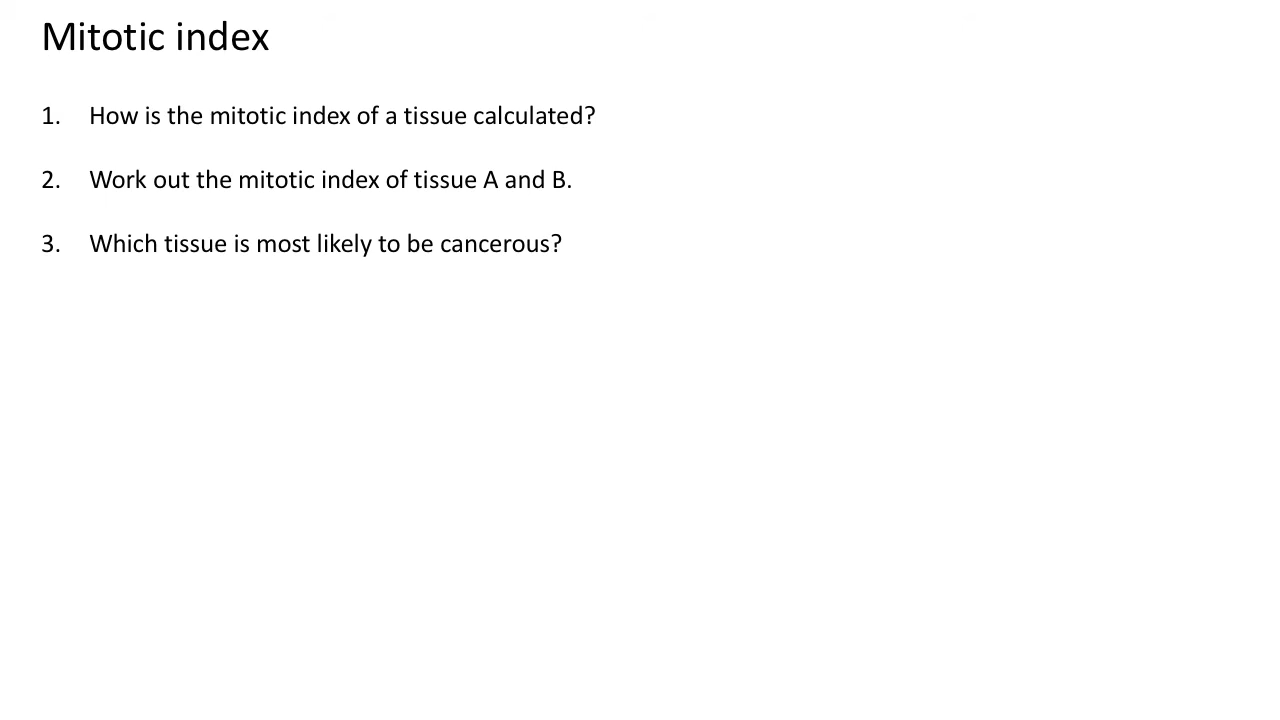 Mitotic index
1. How is the mitotic index of a tissue calculated?
2. Work out the mitotic index of tissue A and B.
3. Which tissue is most likely to be cancerous?